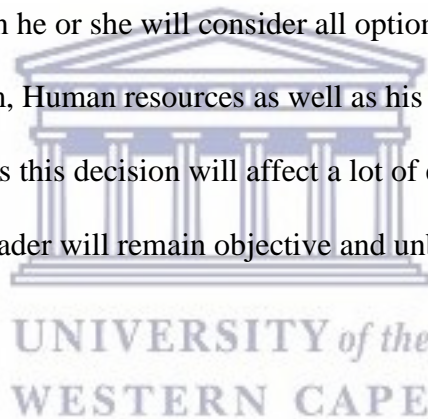 n he or she will consider all option
n, Human resources as well as his
s this decision will affect a lot of
ader will remain objective and unb
UNIVERSITY of the
WESTERN CAPE